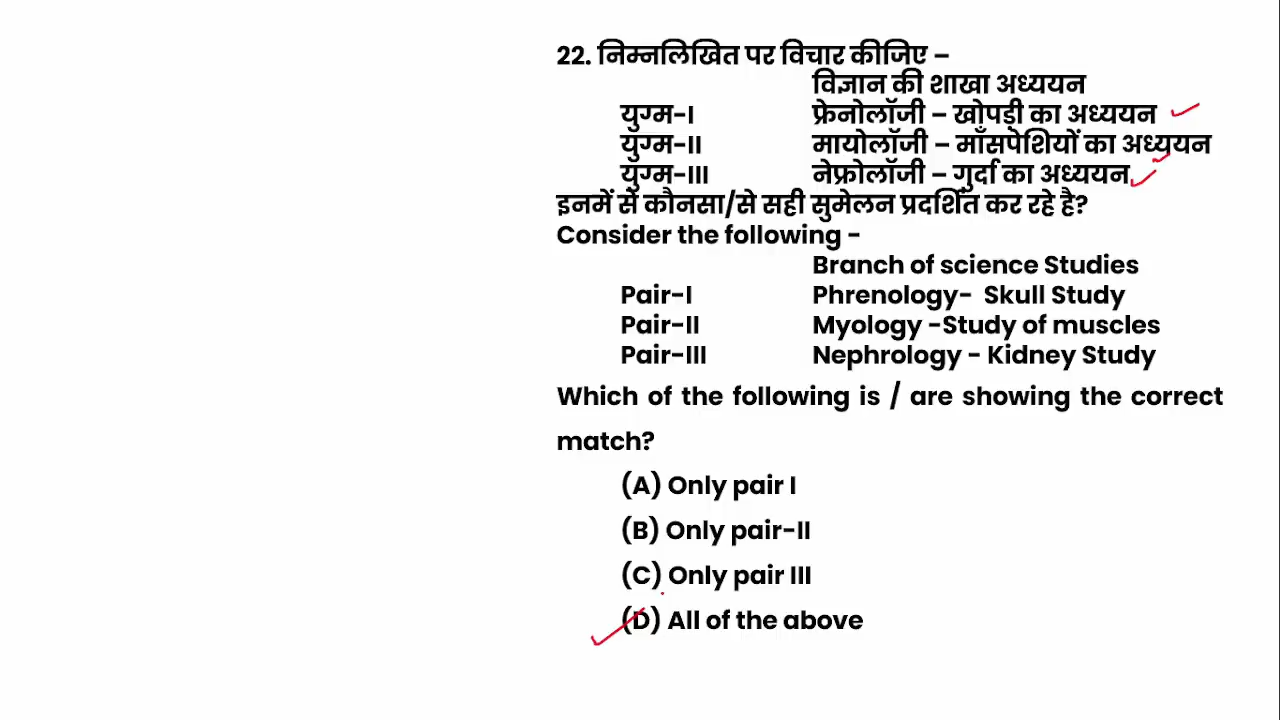 22. निम्नलिखित पर विचार कीजिए –
विज्ञान की शाखा अध्ययन
युग्म-I फ्रेनोलॉजी – खोपड़ी का अध्ययन
युग्म-II मायोलॉजी – माँसपेशियों का अध्ययन
युग्म-III नेफ्रोलॉजी – गुर्दा का अध्ययन
इनमें से कौनसा/से सही सुमेलन प्रदर्शित कर रहे है?
Consider the following -
Branch of science Studies
Pair-I Phrenology- Skull Study
Pair-II Myology -Study of muscles
Pair-III Nephrology - Kidney Study
Which of the following is / are showing the correct
match?
(A) Only pair I
(B) Only pair-II
(C) Only pair III
(D) All of the above